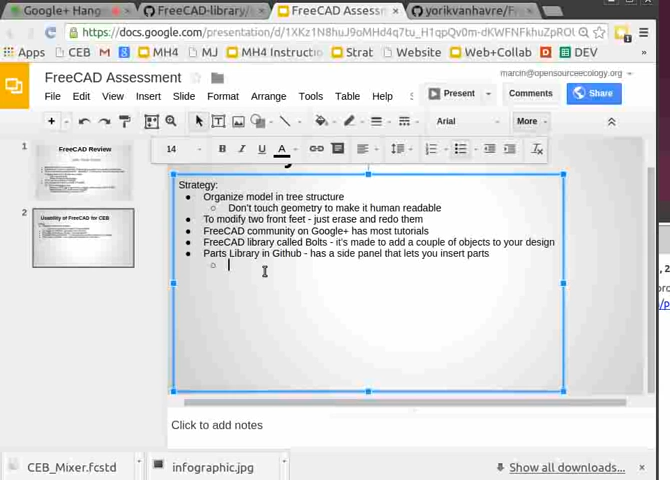 Google+ Hang
FreeCAD-library/
FreeCAD Assessm
yorikvanhavre/F
https://docs.google.com/presentation/d/1XKz1N8huJ9oMHd4q7tu_H1qpQv0m-dKWFNFkhuZpROU
Apps
CEB
MH4
MJ
MH4 Instructio
Strat
Website
Web+Collab
DEV
FreeCAD Assessment
marcin@opensourceecology.org
File Edit View Insert Slide Format Arrange Tools Table Help
Present
Comments
Share
Arial
More
14
B I U A
1
FreeCAD Review
2
Usability of FreeCAD for CEB
Strategy:
● Organize model in tree structure
○ Don't touch geometry to make it human readable
● To modify two front feet - just erase and redo them
● FreeCAD community on Google+ has most tutorials
● FreeCAD library called Bolts - it's made to add a couple of objects to your design
● Parts Library in Github - has a side panel that lets you insert parts
○
Click to add notes
CEB_Mixer.fcstd
infographic.jpg
Show all downloads...